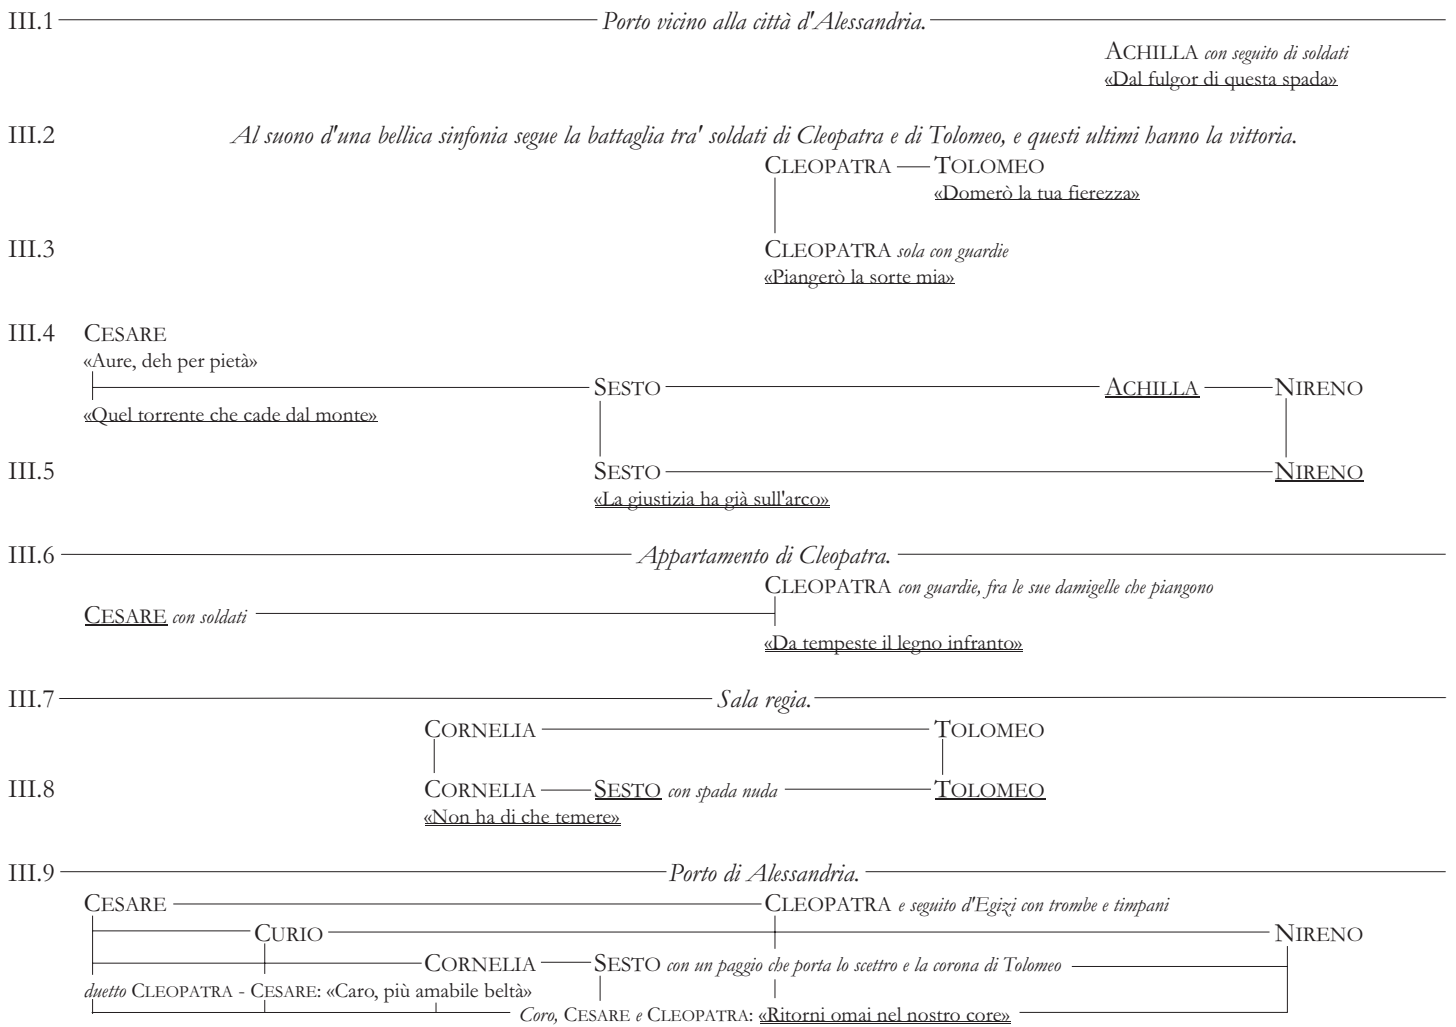 III.1 Porto vicino alla città d'Alessandria.
ACHILLA con seguito di soldati
«Dal fulgor di questa spada»
III.2 Al suono d'una bellica sinfonia segue la battaglia tra' soldati di Cleopatra e di Tolomeo, e questi ultimi hanno la vittoria.
CLEOPATRA TOLOMEO
«Domerò la tua fierezza»
III.3 CLEOPATRA sola con guardie
«Piangerò la sorte mia»
III.4 CESARE
«Aure, deh per pietà»
SESTO ACHILLA NIRENO
«Quel torrente che cade dal monte»
III.5 SESTO NIRENO
«La giustizia ha già sull'arco»
III.6 Appartamento di Cleopatra.
CLEOPATRA con guardie, fra le sue damigelle che piangono
CESARE con soldati
«Da tempeste il legno infranto»
III.7 Sala regia.
CORNELIA TOLOMEO
III.8 CORNELIA SESTO con spada nuda TOLOMEO
«Non ha di che temere»
III.9 Porto di Alessandria.
CESARE CLEOPATRA e seguito d'Egizi con trombe e timpani
CURIO NIRENO
CORNELIA SESTO con un paggio che porta lo scettro e la corona di Tolomeo
duetto CLEOPATRA - CESARE: «Caro, più amabile beltà»
Coro, CESARE e CLEOPATRA: «Ritorni omai nel nostro core»